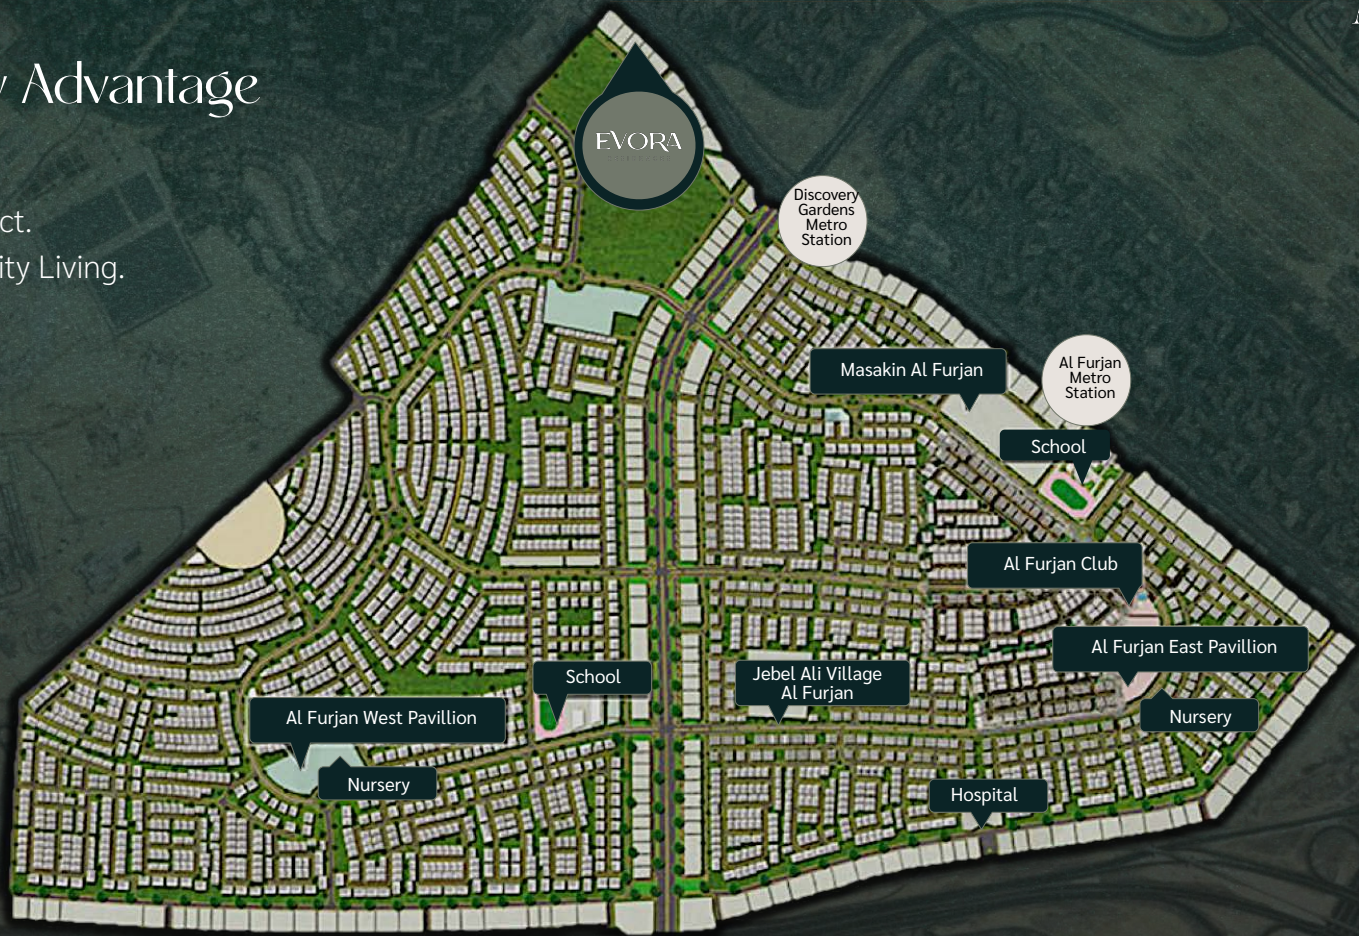 Advantage
ct.
ity Living.
EVORA
Discovery
Gardens
Metro
Station
Masakin Al Furjan
Al Furjan
Metro
Station
School
Al Furjan Club
Al Furjan East Pavillion
Nursery
School
Jebel Ali Village
Al Furjan
Al Furjan West Pavillion
Nursery
Hospital